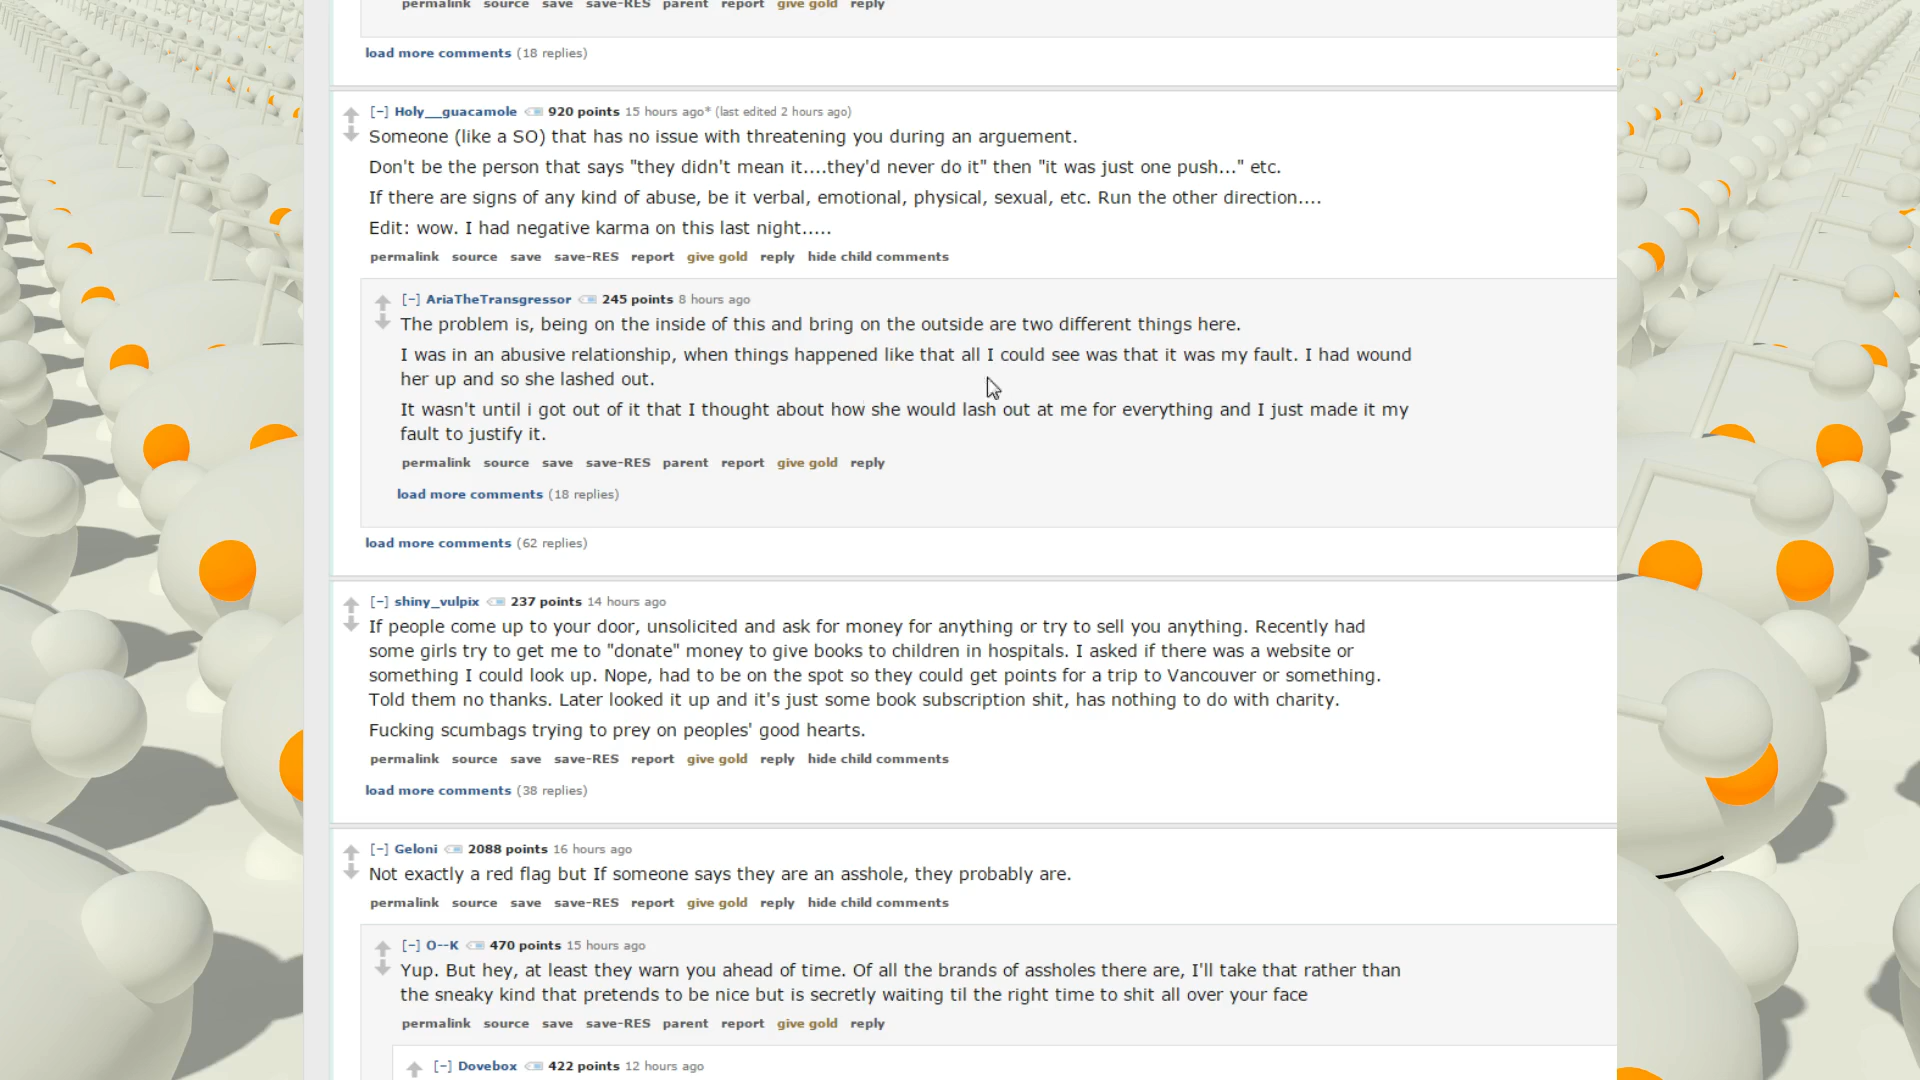 permalink source save save-RES parent report give gold reply
load more comments (18 replies)
[-] Holy__guacamole 920 points 15 hours ago* (last edited 2 hours ago)
Someone (like a SO) that has no issue with threatening you during an arguement.
Don't be the person that says "they didn't mean it....they'd never do it" then "it was just one push..." etc.
If there are signs of any kind of abuse, be it verbal, emotional, physical, sexual, etc. Run the other direction....
Edit: wow. I had negative karma on this last night.....
permalink source save save-RES report give gold reply hide child comments
[-] AriaTheTransgressor 245 points 8 hours ago
The problem is, being on the inside of this and bring on the outside are two different things here.
I was in an abusive relationship, when things happened like that all I could see was that it was my fault. I had wound
her up and so she lashed out.
It wasn't until i got out of it that I thought about how she would lash out at me for everything and I just made it my
fault to justify it.
permalink source save save-RES parent report give gold reply
load more comments (18 replies)
load more comments (62 replies)
[-] shiny_vulpix 237 points 14 hours ago
If people come up to your door, unsolicited and ask for money for anything or try to sell you anything. Recently had
some girls try to get me to "donate" money to give books to children in hospitals. I asked if there was a website or
something I could look up. Nope, had to be on the spot so they could get points for a trip to Vancouver or something.
Told them no thanks. Later looked it up and it's just some book subscription shit, has nothing to do with charity.
Fucking scumbags trying to prey on peoples' good hearts.
permalink source save save-RES report give gold reply hide child comments
load more comments (38 replies)
[-] Geloni 2088 points 16 hours ago
Not exactly a red flag but If someone says they are an asshole, they probably are.
permalink source save save-RES report give gold reply hide child comments
[-] O--K 470 points 15 hours ago
Yup. But hey, at least they warn you ahead of time. Of all the brands of assholes there are, I'll take that rather than
the sneaky kind that pretends to be nice but is secretly waiting til the right time to shit all over your face
permalink source save save-RES parent report give gold reply
[-] Dovebox 422 points 12 hours ago